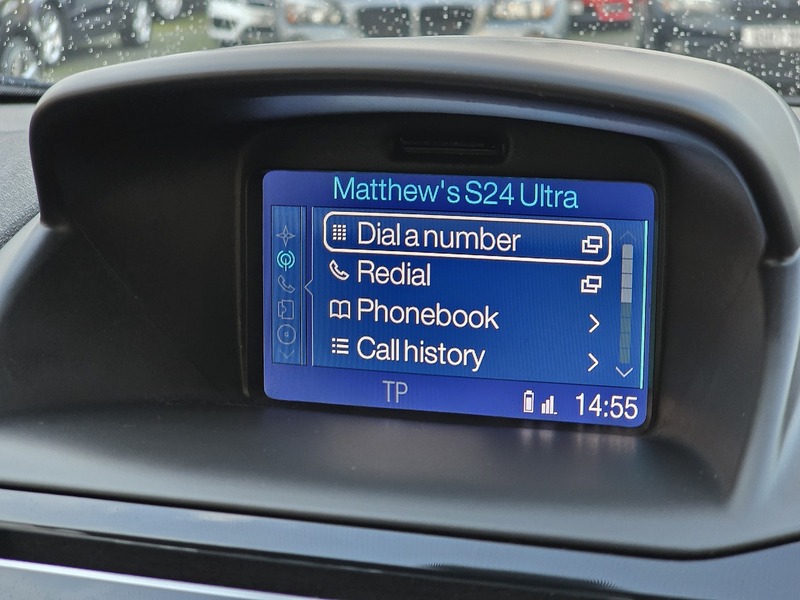 Matthew's S24 Ultra
Dial a number
Redial
Phonebook
Call history
TP
14:55